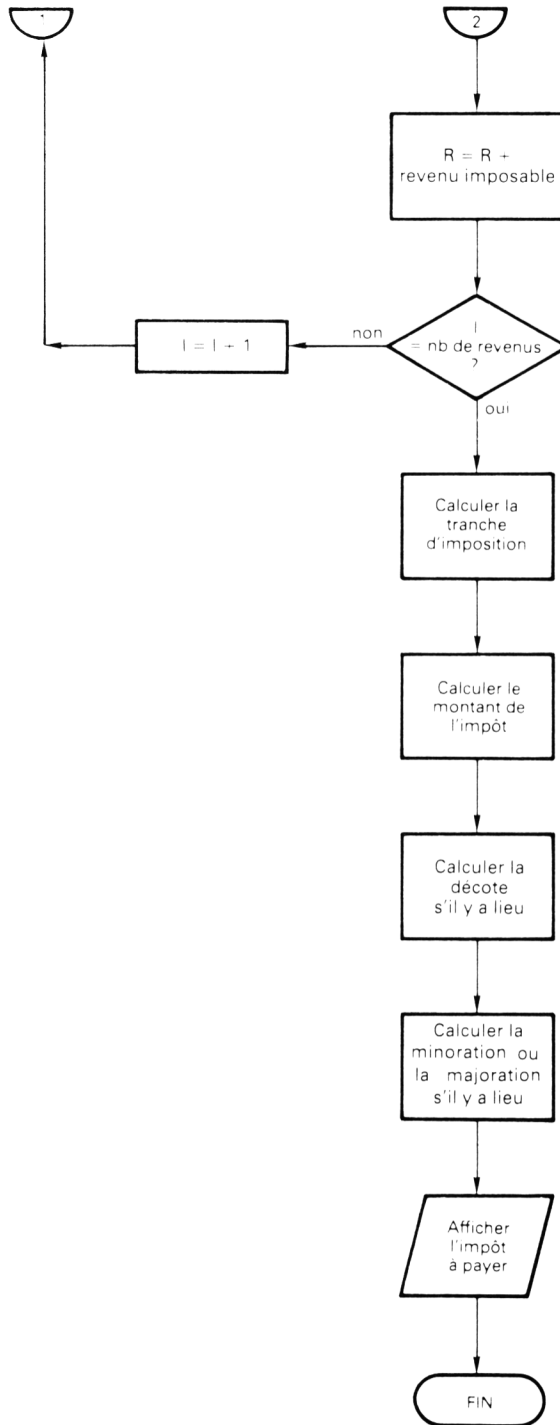 1
2
R = R +
revenu imposable
I
= nb de revenus
?
non
I = I + 1
oui
Calculer la
tranche
d'imposition
Calculer le
montant de
l'impôt
Calculer la
décote
s'il y a lieu
Calculer la
minoration ou
la majoration
s'il y a lieu
Afficher
l'impôt
à payer
FIN